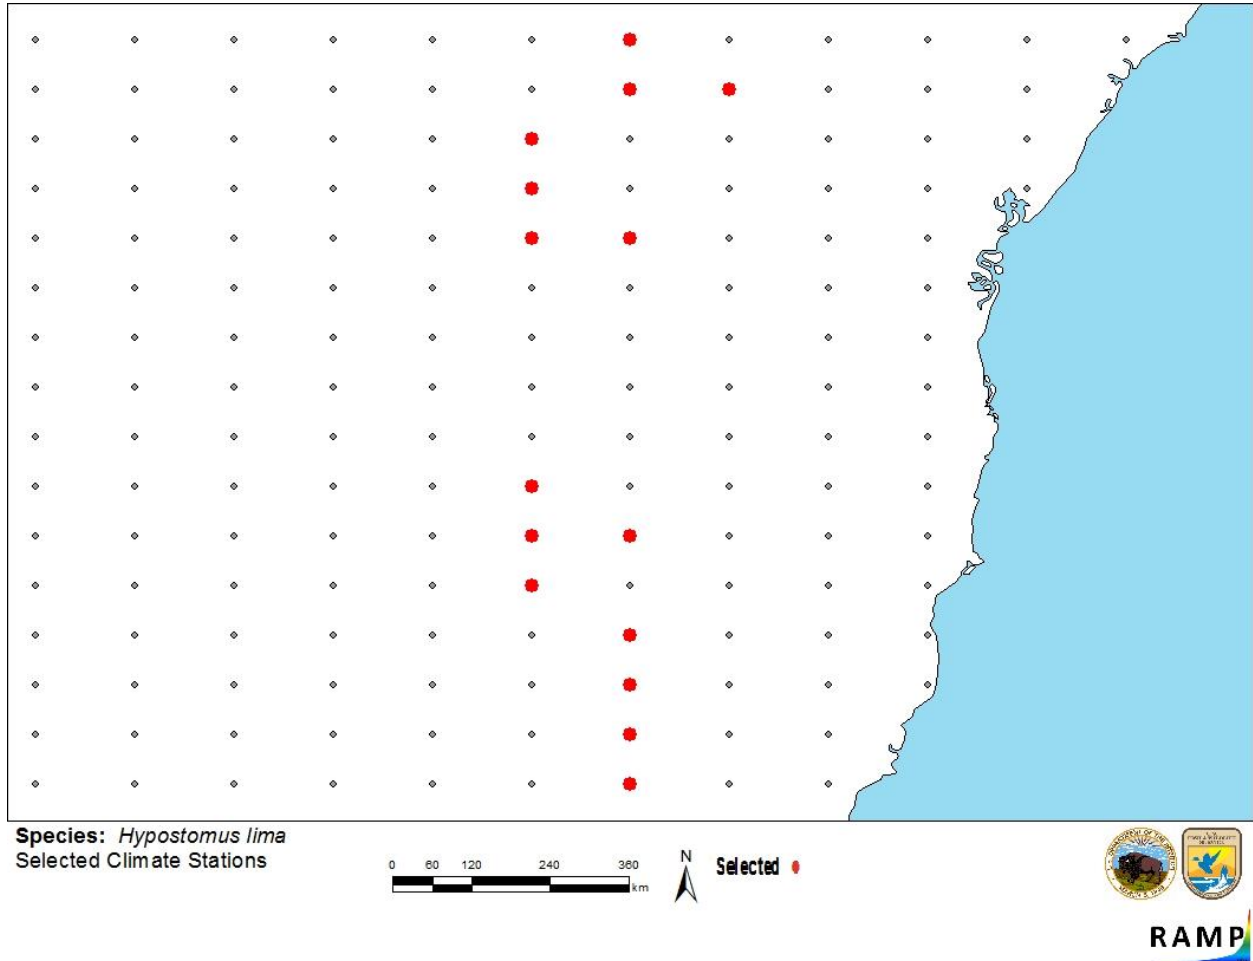 Species: Hypostomus lima
Selected Climate Stations
0 60 120 240 360
km
N
Selected
RAMP